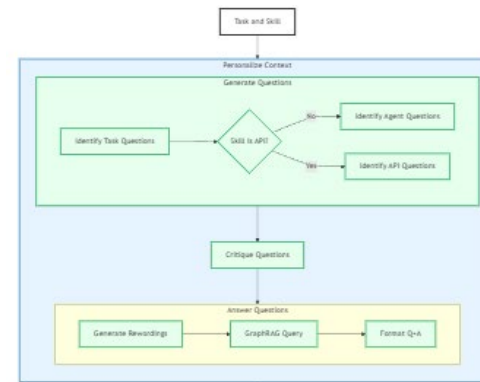 Task and Skill
Personalize Context
Generate Questions
Identify Task Questions
Skill is API?
No
Identify Agent Questions
Yes
Identify API Questions
Critique Questions
Answer Questions
Generate Rewordings
GraphRAG Query
Format Q+A